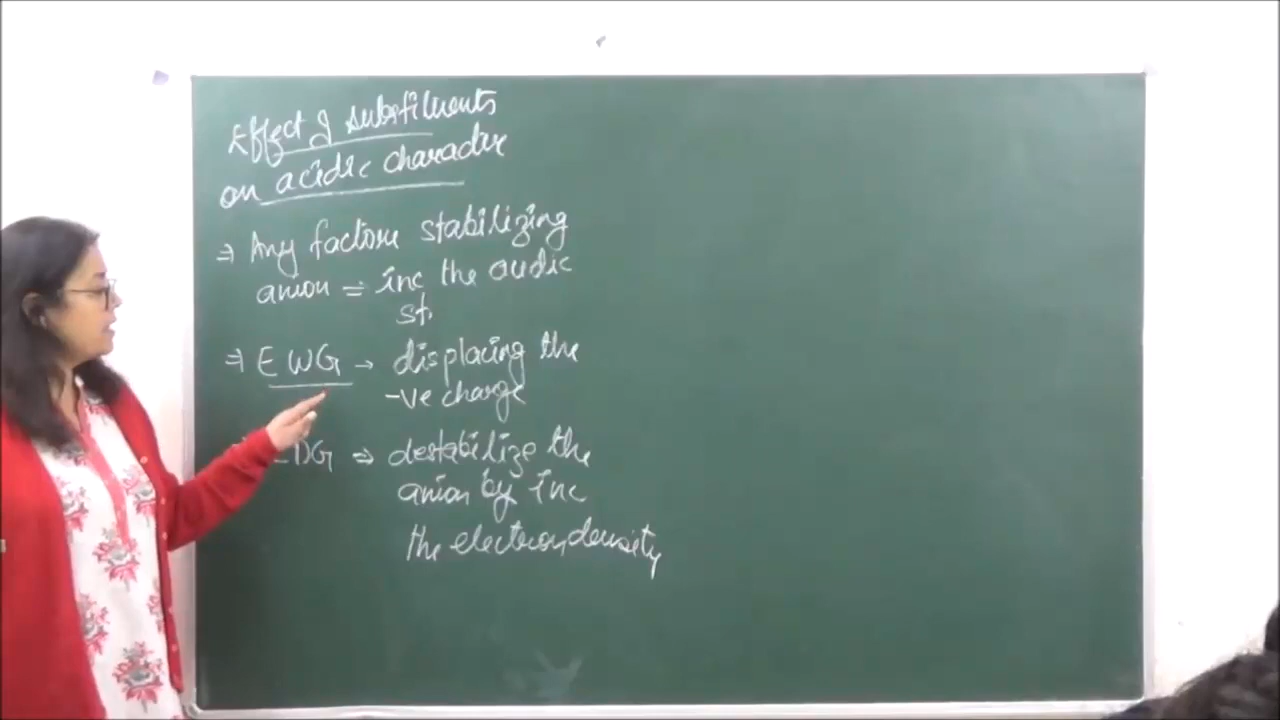 Effect of substituents
on acidic character
⇒ Any factors stabilizing
anion = inc the acidic
st.
⇒ EWG → displacing the
-ve charge
EDG ⇒ destabilize the
anion by inc
the electron density